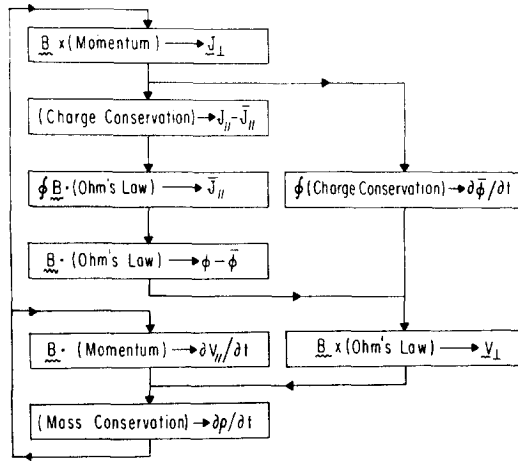 B x (Momentum) → J⊥
(Charge Conservation) → J∥ - J̅∥
∮ B · (Ohm's Law) → J̅∥
∮ (Charge Conservation) → ∂ϕ̅/∂t
B · (Ohm's Law) → ϕ - ϕ̅
B · (Momentum) → ∂V∥/∂t
B x (Ohm's Law) → V⊥
(Mass Conservation) → ∂ρ/∂t